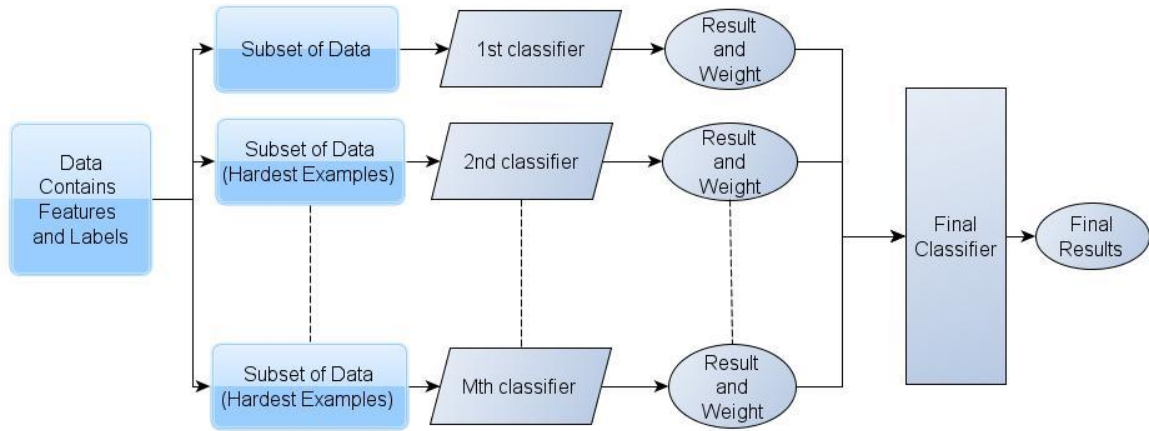 Data
Contains
Features
and Labels
Subset of Data
1st classifier
Result
and
Weight
Subset of Data
(Hardest Examples)
2nd classifier
Result
and
Weight
Subset of Data
(Hardest Examples)
Mth classifier
Result
and
Weight
Final
Classifier
Final
Results